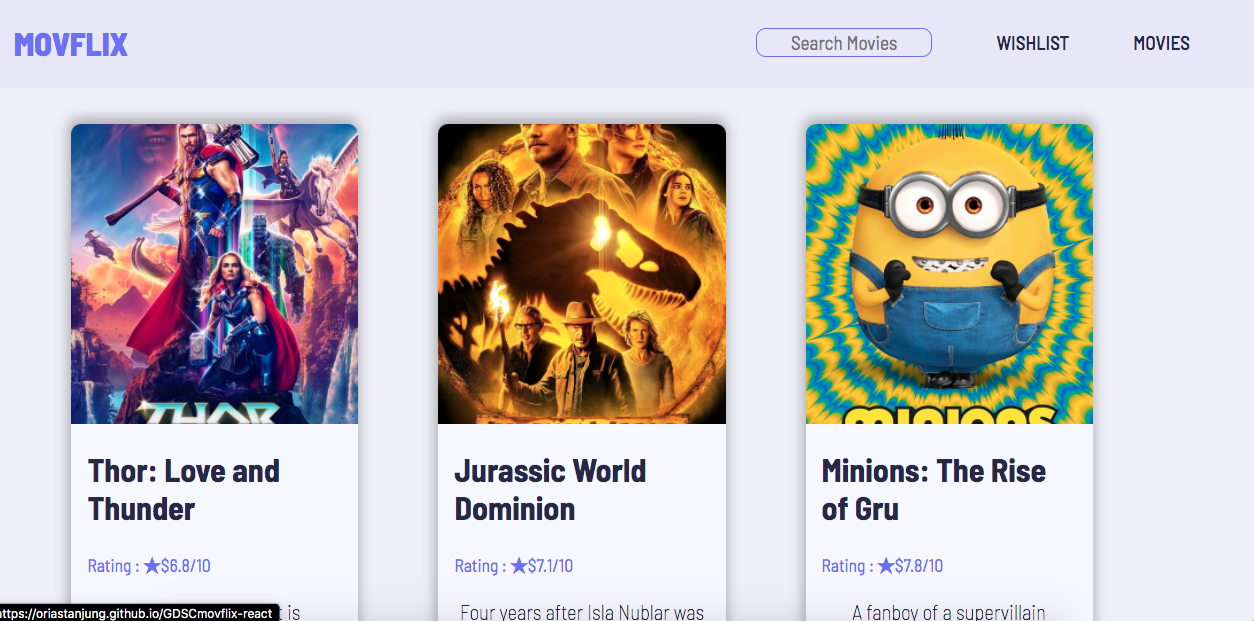 MOVFLIX
Search Movies
WISHLIST
MOVIES
THOR
minions
Thor: Love and
Thunder
Jurassic World
Dominion
Minions: The Rise
of Gru
Rating : ★$6.8/10
Rating : ★$7.1/10
Rating : ★$7.8/10
is
Four years after Isla Nublar was
A fanboy of a supervillain
https://oriastanjung.github.io/GDSCmovflix-react